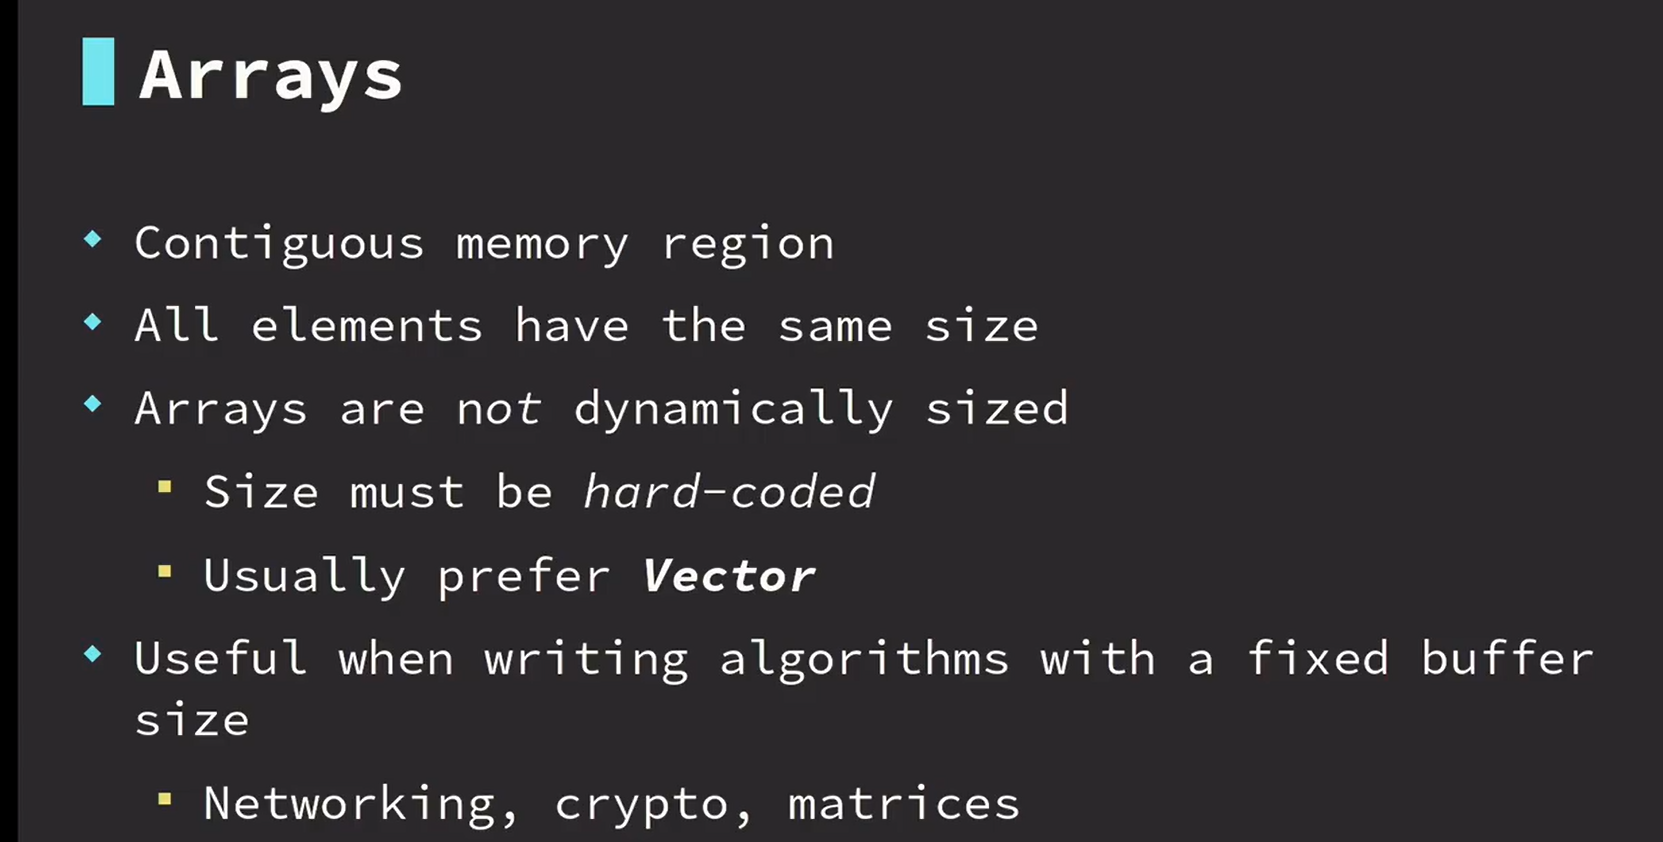 Arrays
Contiguous memory region
All elements have the same size
Arrays are not dynamically sized
Size must be hard-coded
Usually prefer Vector
Useful when writing algorithms with a fixed buffer
size
Networking, crypto, matrices